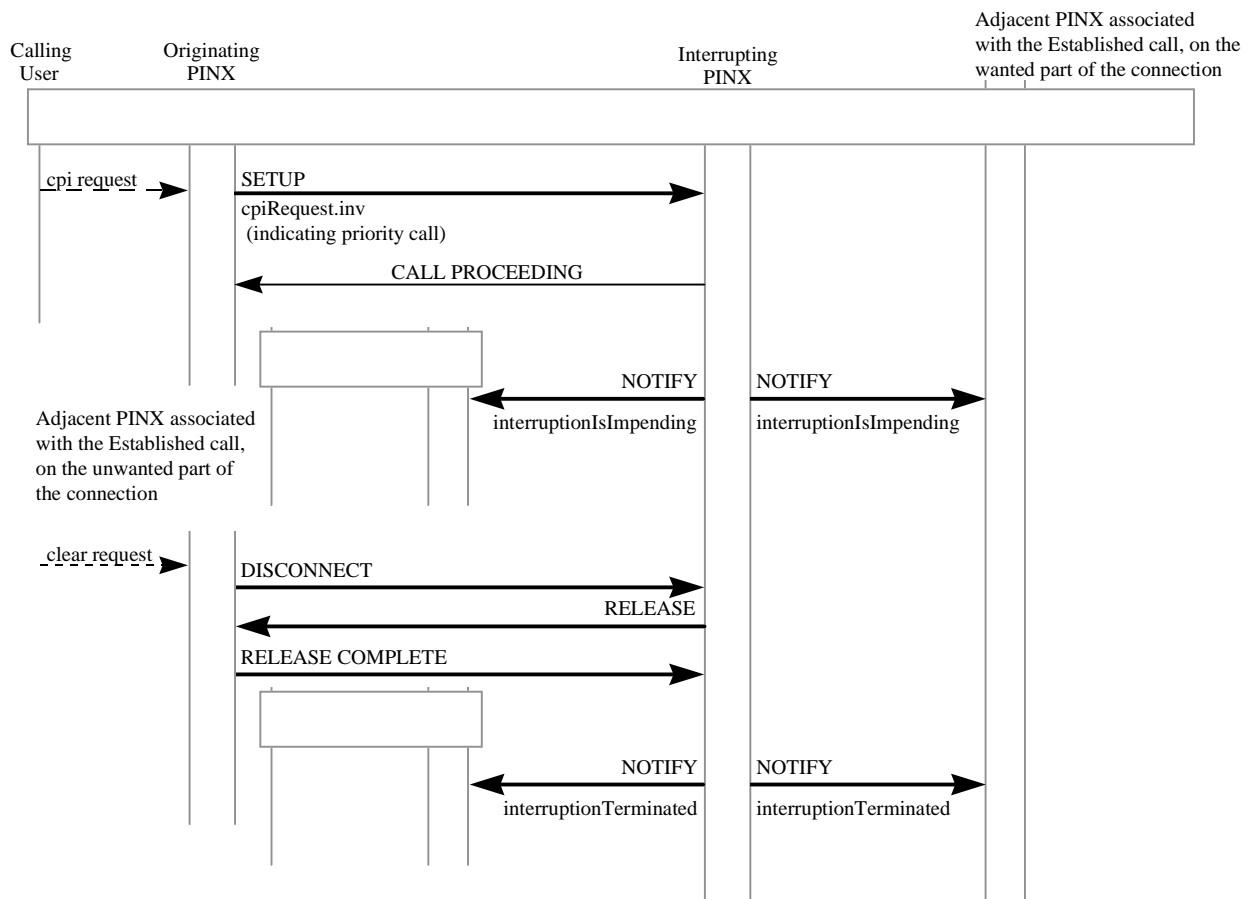 Adjacent PINX associated
with the Established call, on the
wanted part of the connection
Calling
User
Originating
PINX
Interrupting
PINX
cpi request
SETUP
cpiRequest.inv
(indicating priority call)
CALL PROCEEDING
NOTIFY
NOTIFY
interruptionIsImpending
interruptionIsImpending
Adjacent PINX associated
with the Established call,
on the unwanted part of
the connection
clear request
DISCONNECT
RELEASE
RELEASE COMPLETE
NOTIFY
NOTIFY
interruptionTerminated
interruptionTerminated